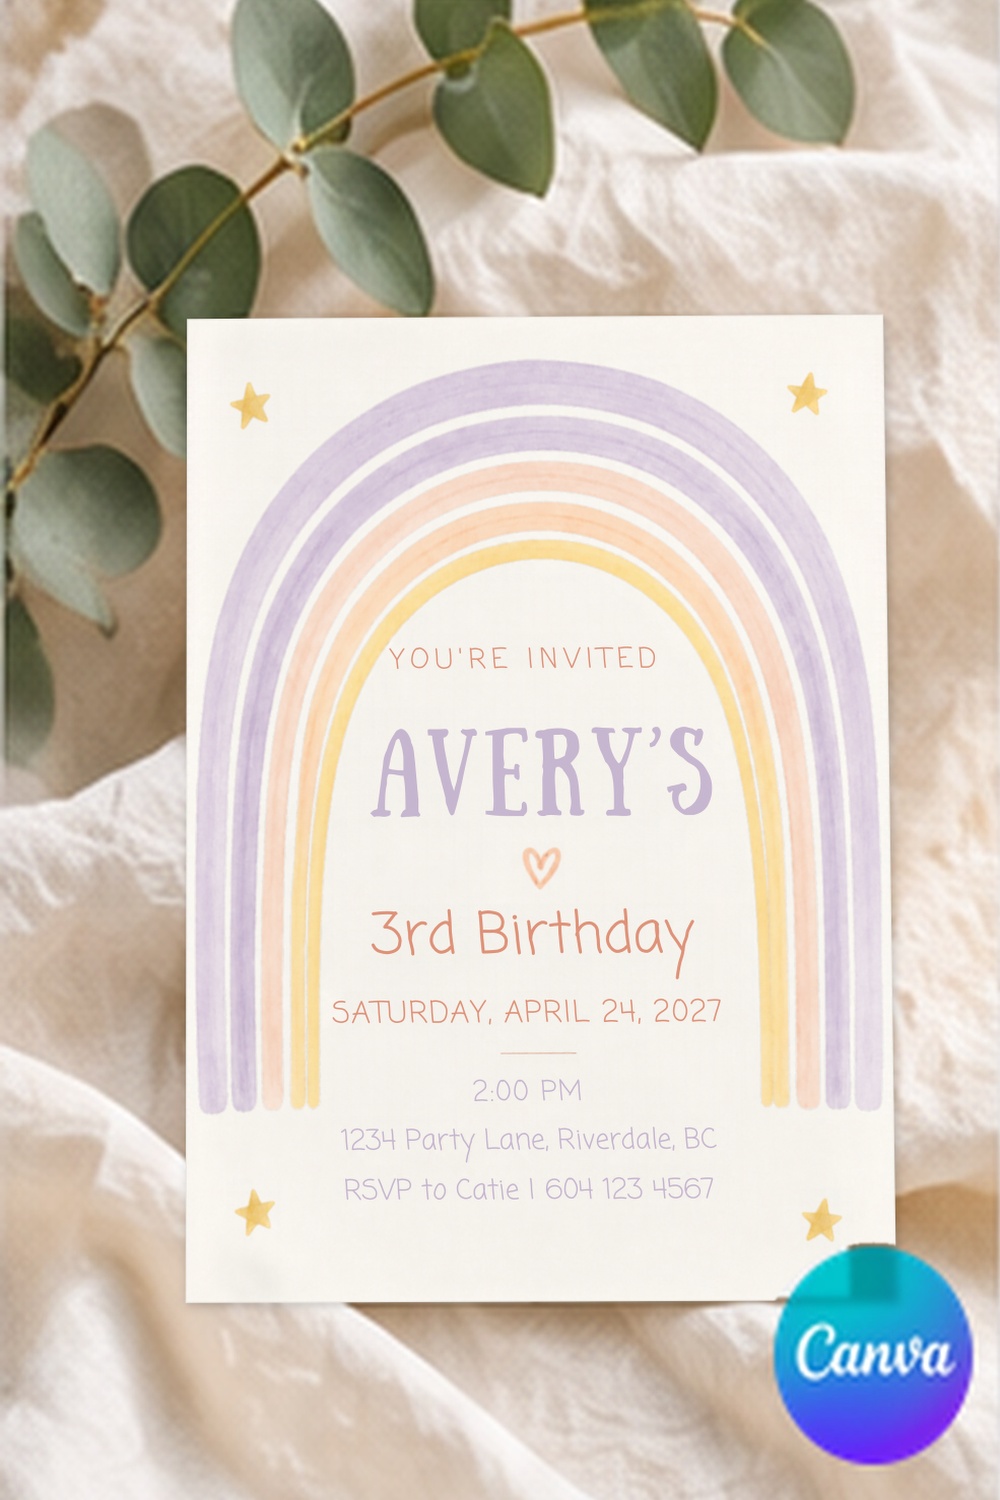 YOU'RE INVITED
AVERY'S
3rd Birthday
SATURDAY, APRIL 24, 2027
2:00 PM
1234 Party Lane, Riverdale, BC
RSVP to Catie | 604 123 4567
Canva